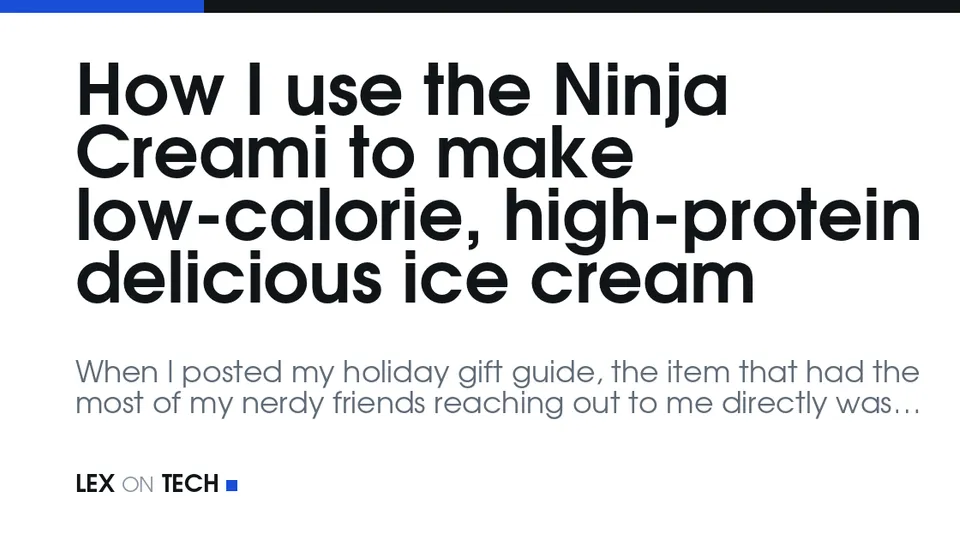 How I use the Ninja
Creami to make
low-calorie, high-protein
delicious ice cream
When I posted my holiday gift guide, the item that had the
most of my nerdy friends reaching out to me directly was…
LEX ON TECH